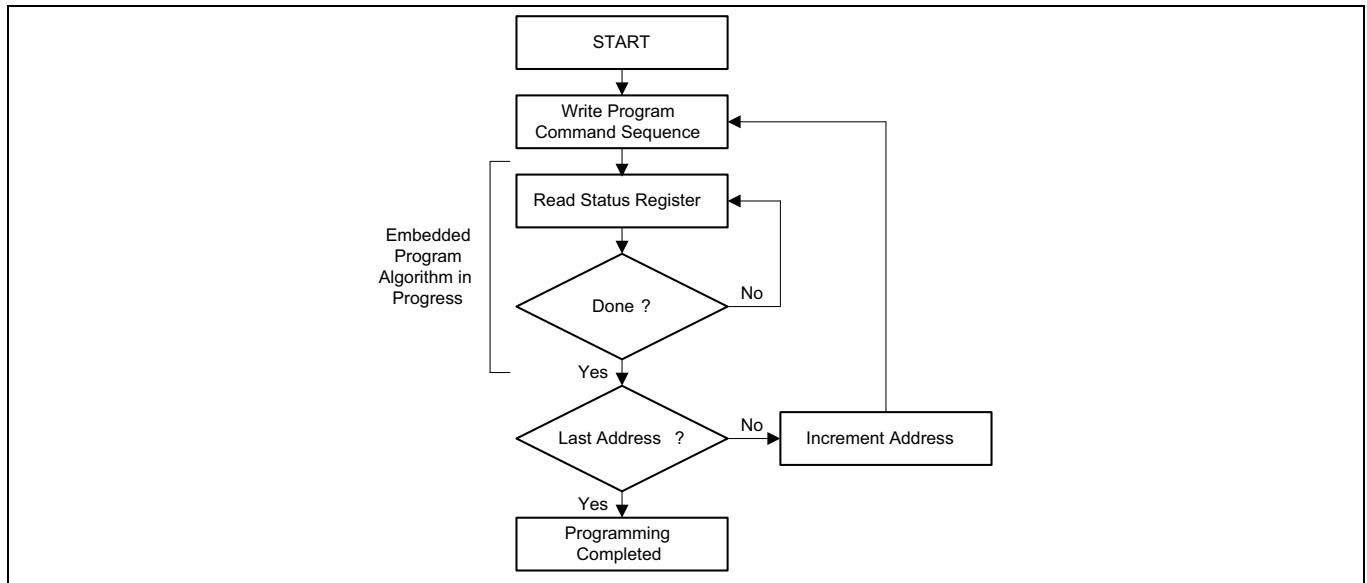 START
Write Program
Command Sequence
Read Status Register
Embedded
Program
Algorithm in
Progress
Done ?
No
Yes
Last Address ?
No
Increment Address
Yes
Programming
Completed